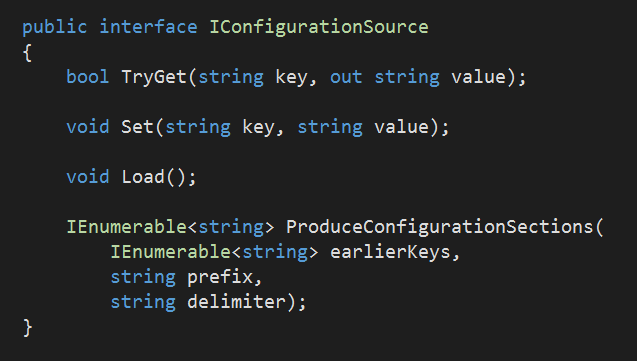 public interface IConfigurationSource
{
    bool TryGet(string key, out string value);
    void Set(string key, string value);
    void Load();
    IEnumerable<string> ProduceConfigurationSections(
        IEnumerable<string> earlierKeys,
        string prefix,
        string delimiter);
}